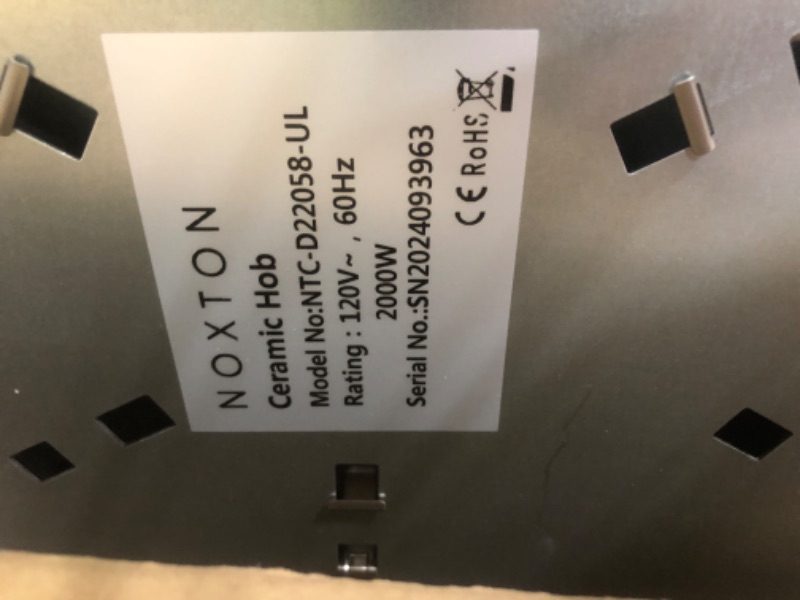 NOXTON
Ceramic Hob
Model No:NTC-D22058-UL
Rating : 120V~ , 60Hz
2000W
Serial No.:SN2024093963
CE RoHS